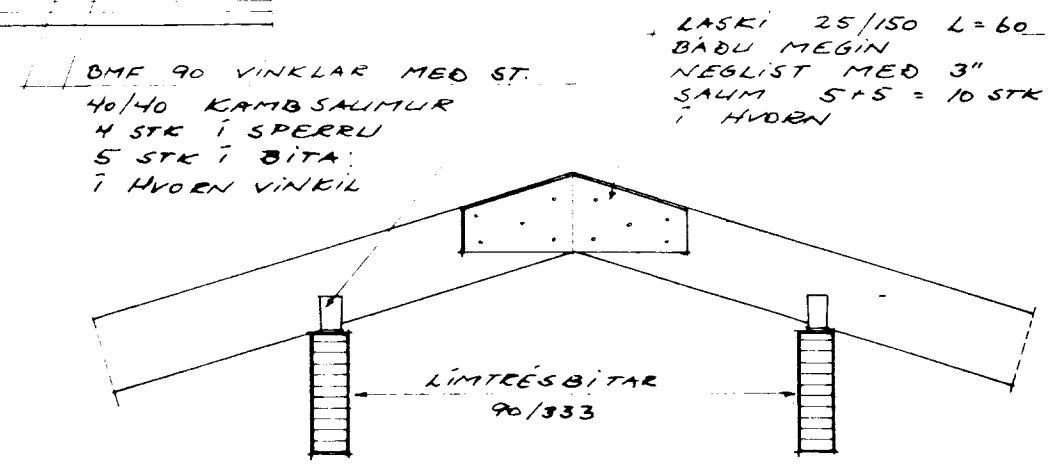 BMF 90 VINKLAR MEÐ ST.
40/40 KAMBSAUMUR
4 STK Í SPERRU
5 STK Í BITA
Í HVORN VINKIL
LASKI 25/150 L=60
BÁÐU MEGIN
NEGLIST MEÐ 3"
SAUM 5+5 = 10 STK
Í HVORN
LÍMTRÉSBITAR
90/333